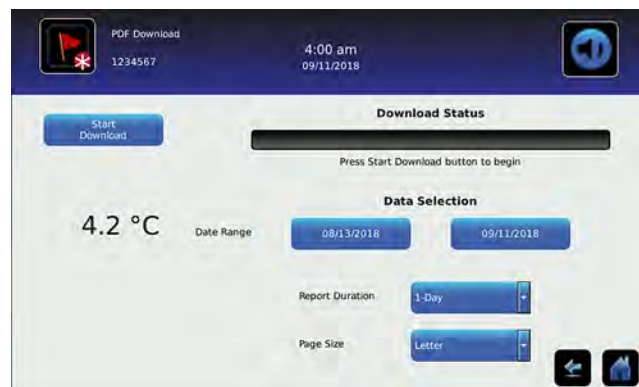 PDF Download
1234567
4:00 am
09/11/2018
Start
Download
Download Status
Press Start Download button to begin
Data Selection
4.2 °C
Date Range
08/13/2018
09/11/2018
Report Duration
1-Day
Page Size
Letter